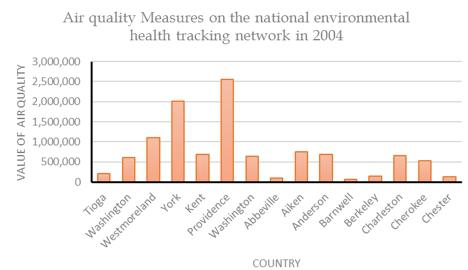 Air quality Measures on the national environmental
health tracking network in 2004
VALUE OF AIRQUALITY
3,000,000
2,500,000
2,000,000
1,500,000
1,000,000
500,000
0
Tioga
Washington
Westmoreland
York
Kent
Providence
Washington
Abbeville
Aiken
Anderson
Barnwell
Berkeley
Charleston
Cherokee
Chester
COUNTRY